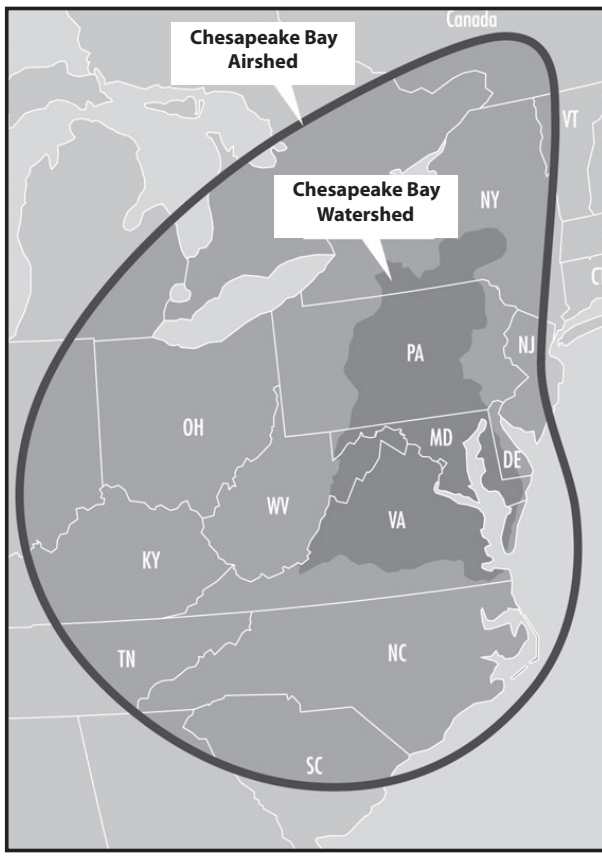 Canada
Chesapeake Bay
Airshed
VT
Chesapeake Bay
Watershed
NY
NJ
PA
OH
MD
DE
WV
VA
KY
TN
NC
SC